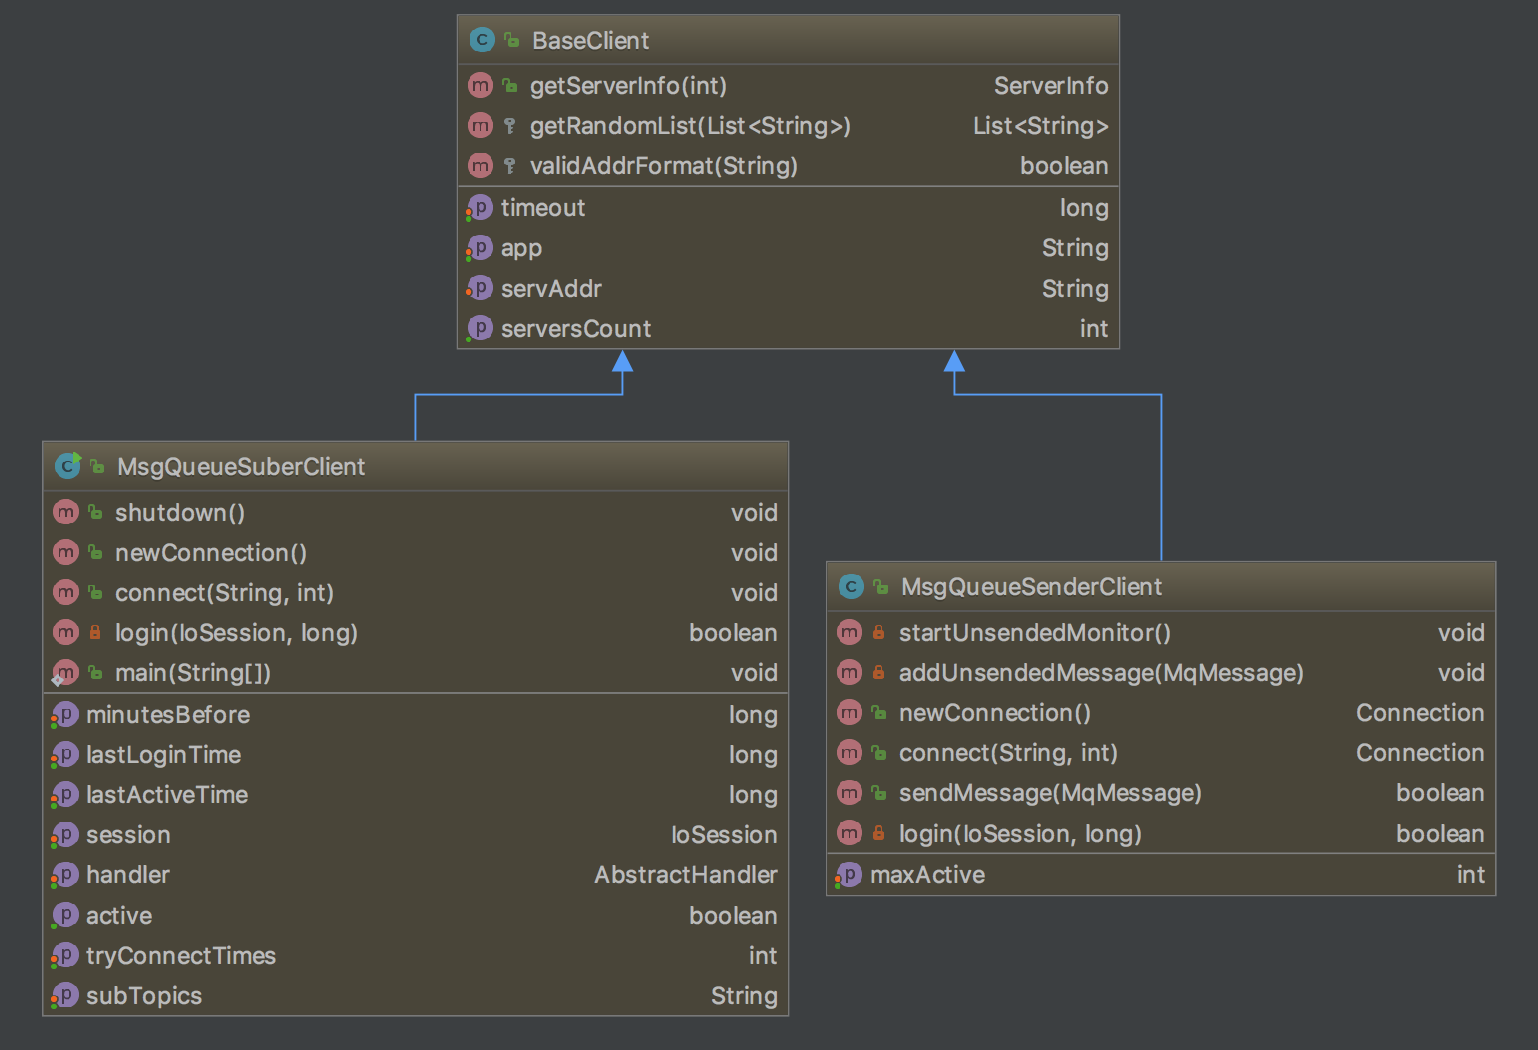 C BaseClient
m getServerInfo(int) ServerInfo
m getRandomList(List<String>) List<String>
m validAddrFormat(String) boolean
p timeout long
p app String
p servAddr String
p serversCount int
C MsgQueueSuberClient
m shutdown() void
m newConnection() void
m connect(String, int) void
m login(IoSession, long) boolean
m main(String[]) void
p minutesBefore long
p lastLoginTime long
p lastActiveTime long
p session IoSession
p handler AbstractHandler
p active boolean
p tryConnectTimes int
p subTopics String
C MsgQueueSenderClient
m startUnsendedMonitor() void
m addUnsendedMessage(MqMessage) void
m newConnection() Connection
m connect(String, int) Connection
m sendMessage(MqMessage) boolean
m login(IoSession, long) boolean
p maxActive int